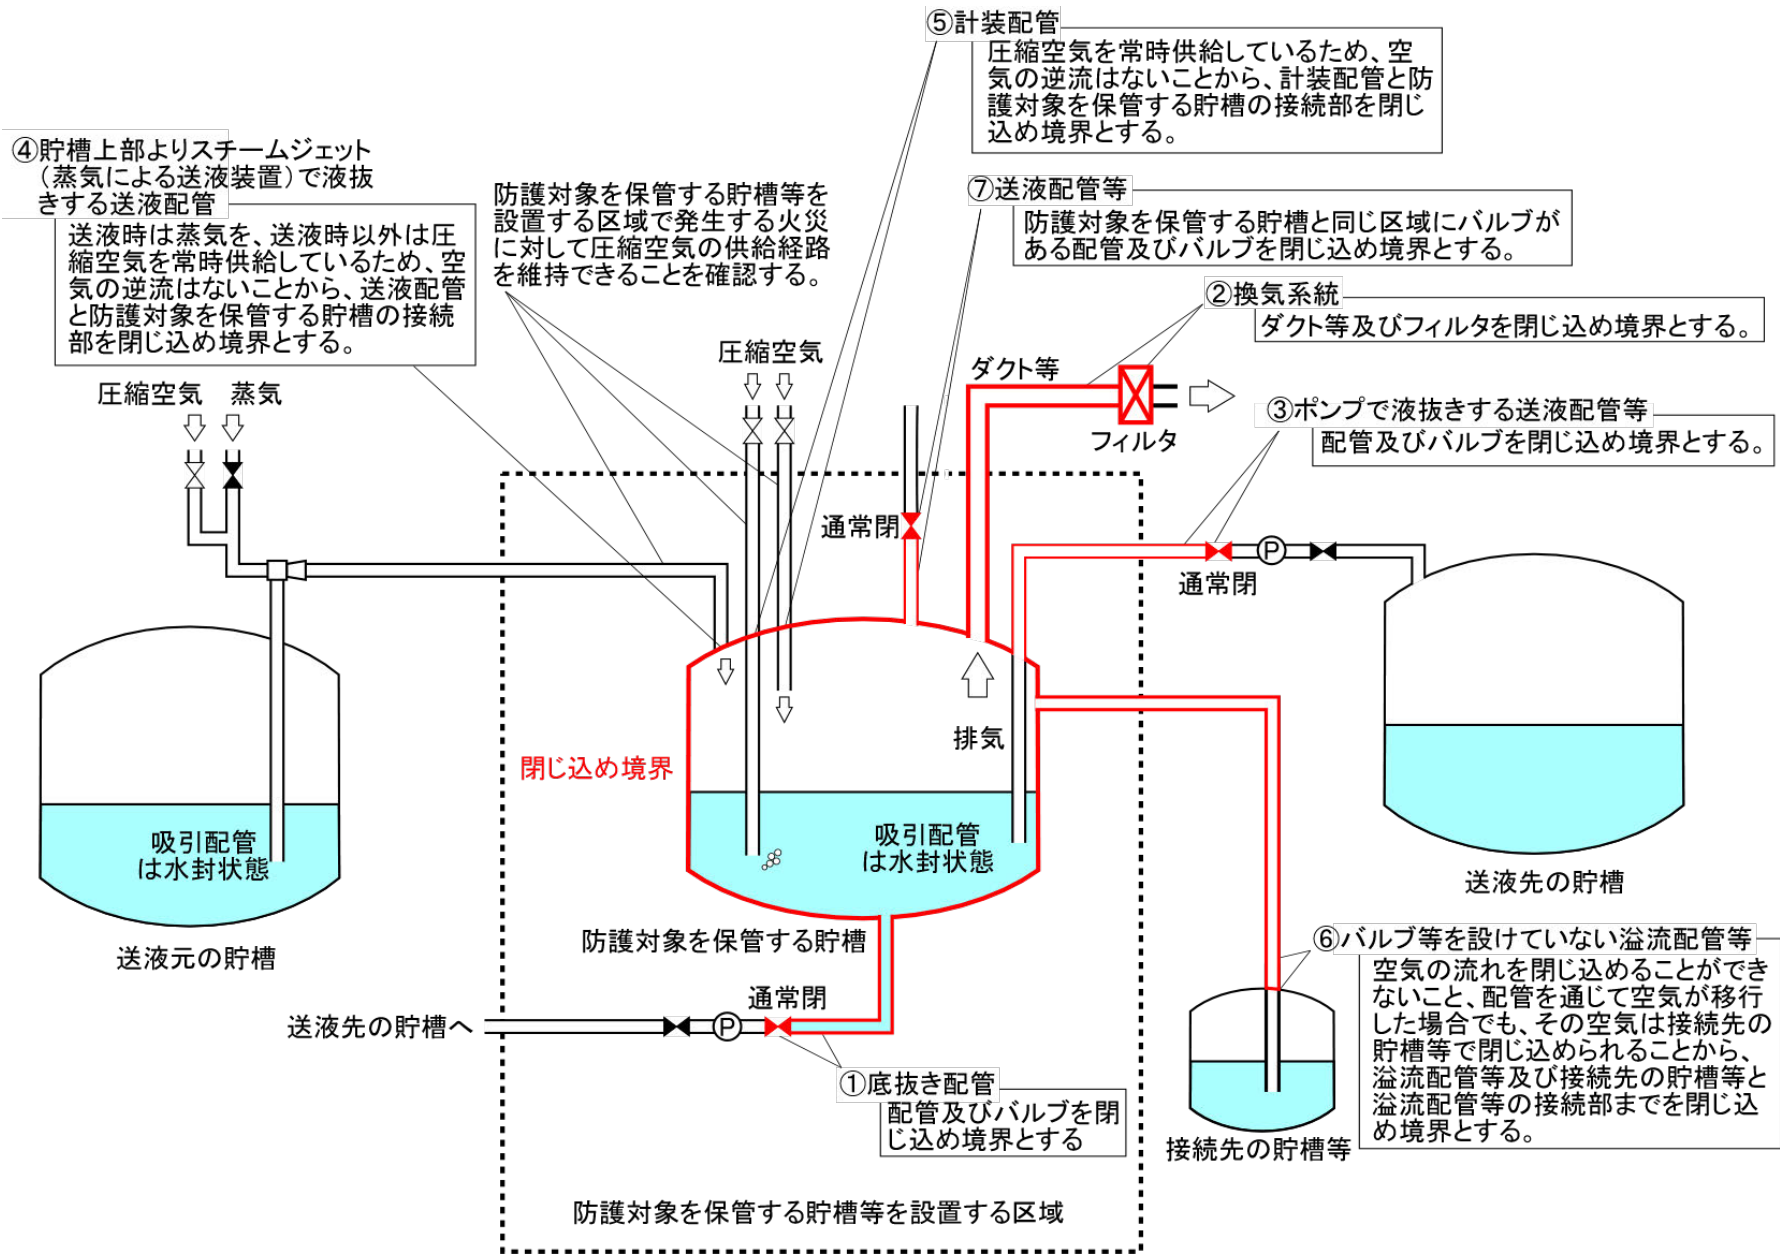 ⑤計装配管
圧縮空気を常時供給しているため、空
気の逆流はないことから、計装配管と防
護対象を保管する貯槽の接続部を閉じ
込め境界とする。
④貯槽上部よりスチームジェット
(蒸気による送液装置)で液抜
きする送液配管
送液時は蒸気を、送液時以外は圧
縮空気を常時供給しているため、空
気の逆流はないことから、送液配管
と防護対象を保管する貯槽の接続
部を閉じ込め境界とする。
防護対象を保管する貯槽等を
設置する区域で発生する火災
に対して圧縮空気の供給経路
を維持できることを確認する。
⑦送液配管等
防護対象を保管する貯槽と同じ区域にバルブが
ある配管及びバルブを閉じ込め境界とする。
②換気系統
ダクト等及びフィルタを閉じ込め境界とする。
圧縮空気
ダクト等
圧縮空気
蒸気
フィルタ
③ポンプで液抜きする送液配管等
配管及びバルブを閉じ込め境界とする。
通常閉
P
通常閉
排気
閉じ込め境界
吸引配管
は水封状態
吸引配管
は水封状態
送液先の貯槽
送液元の貯槽
防護対象を保管する貯槽
⑥バルブ等を設けていない溢流配管等
空気の流れを閉じ込めることができ
ないこと、配管を通じて空気が移行
した場合でも、その空気は接続先の
貯槽等で閉じ込められることから、
溢流配管等及び接続先の貯槽等と
溢流配管等の接続部までを閉じ込
め境界とする。
通常閉
送液先の貯槽へ
P
①底抜き配管
配管及びバルブを閉
じ込め境界とする
接続先の貯槽等
防護対象を保管する貯槽等を設置する区域